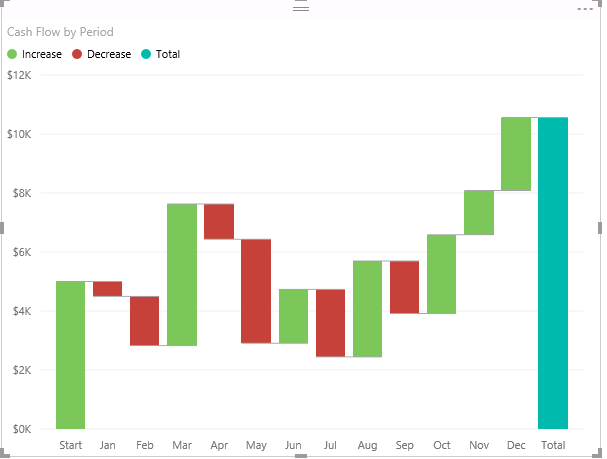 Cash Flow by Period
Increase Decrease Total
$12K
$10K
$8K
$6K
$4K
$2K
$0K
Start Jan Feb Mar Apr May Jun Jul Aug Sep Oct Nov Dec Total